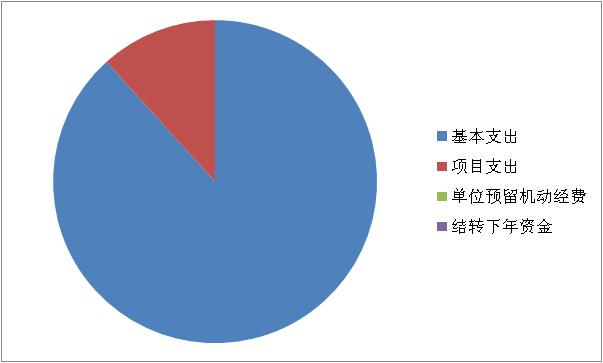 基本支出
项目支出
单位预留机动经费
结转下年资金